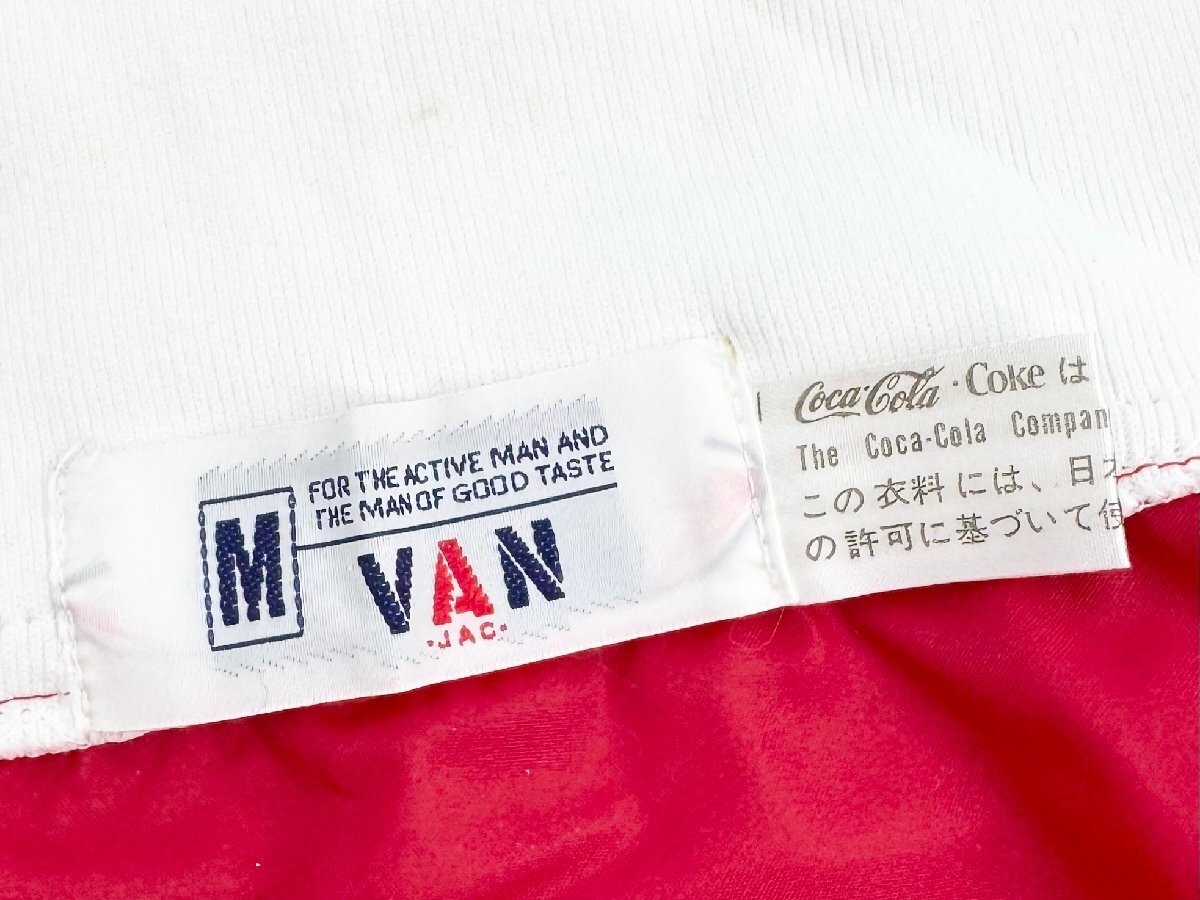 FOR THE ACTIVE MAN AND
THE MAN OF GOOD TASTE
M
VAN
·JAC·
Coca-Cola · Coke は
The Coca-Cola Compan
この衣料には、日
の許可に基づいて使